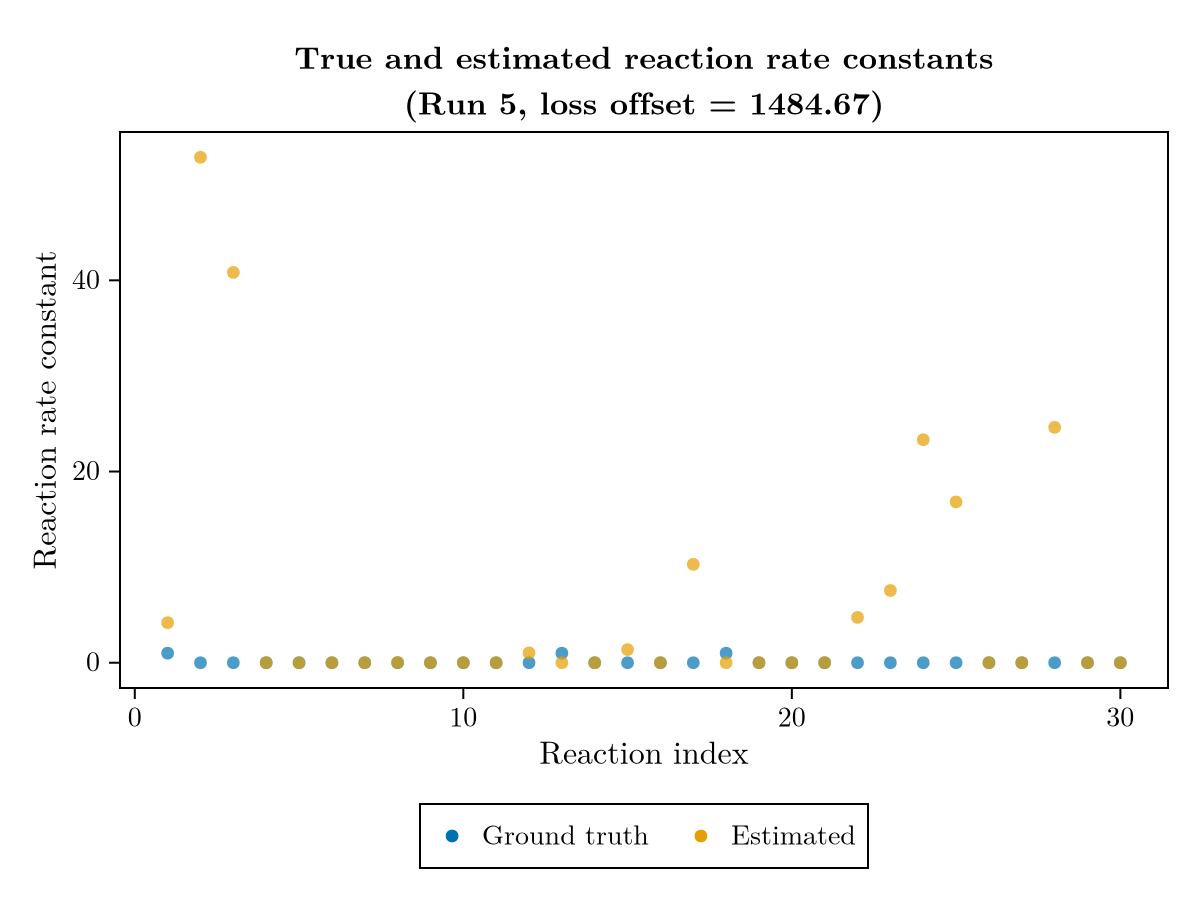 True and estimated reaction rate constants
(Run 5, loss offset = 1484.67)
Reaction rate constant
40
20
0
0
10
20
30
Reaction index
Ground truth
Estimated